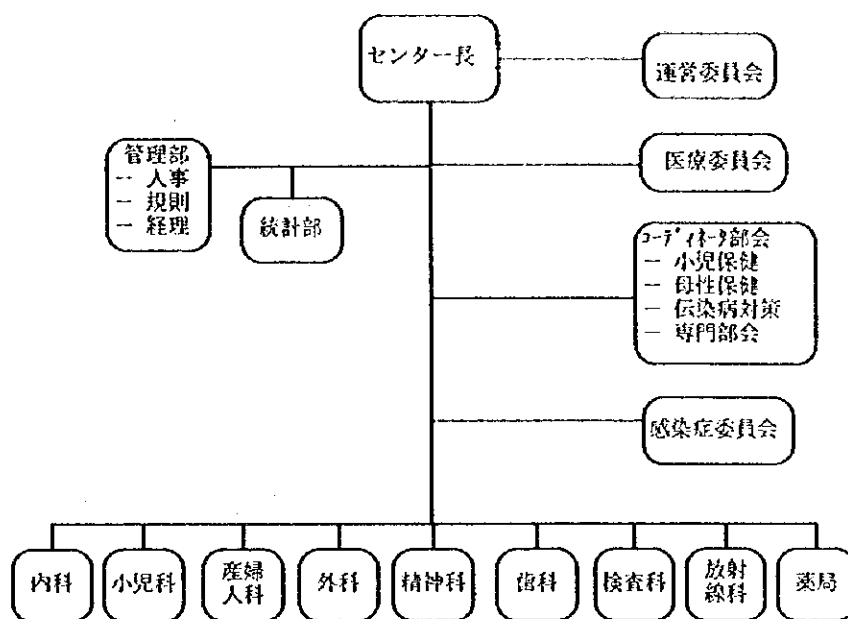 センター長
運営委員会
管理部
― 人事
― 規則
― 経理
統計部
医療委員会
コーディネータ部会
― 小児保健
― 母性保健
― 伝染病対策
― 専門部会
感染症委員会
内科
小児科
産婦
人科
外科
精神科
歯科
検査科
放射
線科
薬局